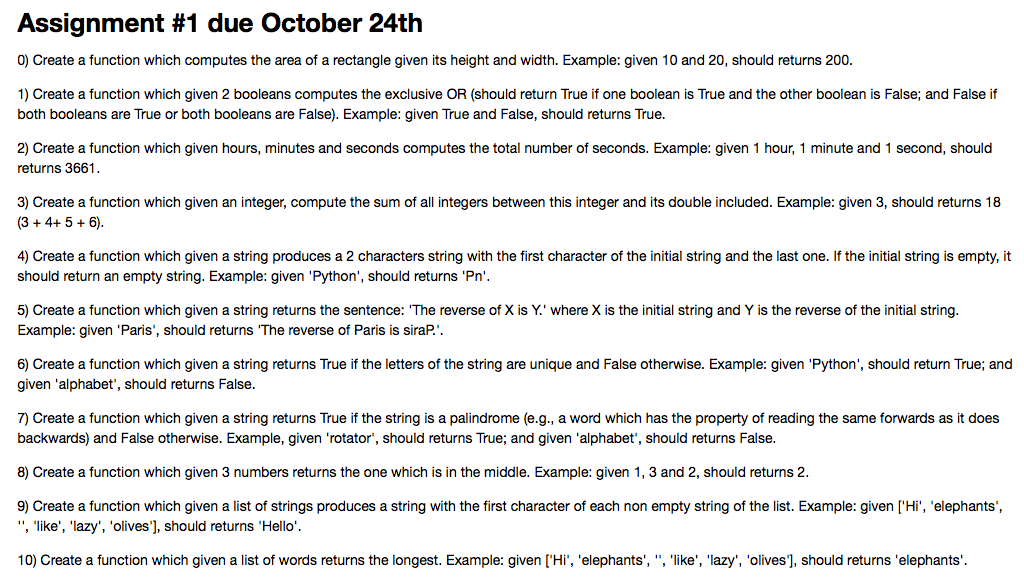 Assignment #1 due October 24th
0) Create a function which computes the area of a rectangle given its height and width. Example: given 10 and 20, should returns 200.
1) Create a function which given 2 booleans computes the exclusive OR (should return True if one boolean is True and the other boolean is False; and False if
both booleans are True or both booleans are False). Example: given True and False, should returns True.
2) Create a function which given hours, minutes and seconds computes the total number of seconds. Example: given 1 hour, 1 minute and 1 second, should
returns 3661.
3) Create a function which given an integer, compute the sum of all integers between this integer and its double included. Example: given 3, should returns 18
(3 + 4+ 5 + 6).
4) Create a function which given a string produces a 2 characters string with the first character of the initial string and the last one. If the initial string is empty, it
should return an empty string. Example: given 'Python', should returns 'Pn'.
5) Create a function which given a string returns the sentence: 'The reverse of X is Y.' where X is the initial string and Y is the reverse of the initial string.
Example: given 'Paris', should returns 'The reverse of Paris is siraP.'.
6) Create a function which given a string returns True if the letters of the string are unique and False otherwise. Example: given 'Python', should return True; and
given 'alphabet', should returns False.
7) Create a function which given a string returns True if the string is a palindrome (e.g., a word which has the property of reading the same forwards as it does
backwards) and False otherwise. Example, given 'rotator', should returns True; and given 'alphabet', should returns False.
8) Create a function which given 3 numbers returns the one which is in the middle. Example: given 1, 3 and 2, should returns 2.
9) Create a function which given a list of strings produces a string with the first character of each non empty string of the list. Example: given ['Hi', 'elephants',
'', 'like', 'lazy', 'olives'], should returns 'Hello'.
10) Create a function which given a list of words returns the longest. Example: given ['Hi', 'elephants', '', 'like', 'lazy', 'olives'], should returns 'elephants'.